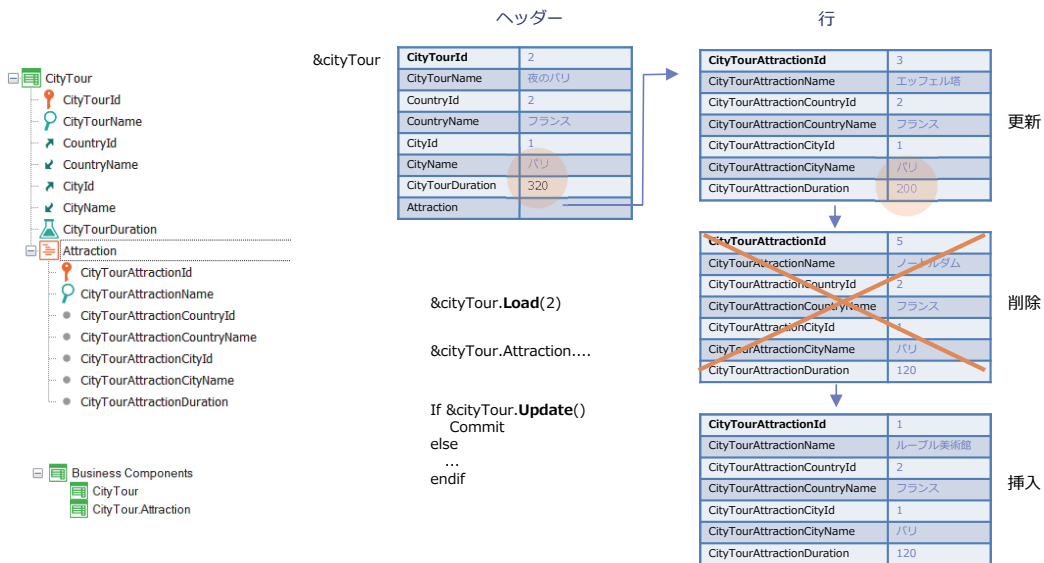 ヘッダー
行
CityTour
CityTourId
CityTourName
CountryId
CountryName
CityId
CityName
CityTourDuration
Attraction
CityTourAttractionId
CityTourAttractionName
CityTourAttractionCountryId
CityTourAttractionCountryName
CityTourAttractionCityId
CityTourAttractionCityName
CityTourAttractionDuration
Business Components
CityTour
CityTour.Attraction
&cityTour
CityTourId 2
CityTourName 夜のパリ
CountryId 2
CountryName フランス
CityId 1
CityName パリ
CityTourDuration 320
Attraction
&cityTour.Load(2)
&cityTour.Attraction....
If &cityTour.Update()
Commit
else
...
endif
CityTourAttractionId 3
CityTourAttractionName エッフェル塔
CityTourAttractionCountryId 2
CityTourAttractionCountryName フランス
CityTourAttractionCityId 1
CityTourAttractionCityName パリ
CityTourAttractionDuration 200
更新
CityTourAttractionId 5
CityTourAttractionName ノートルダム
CityTourAttractionCountryId 2
CityTourAttractionCountryName フランス
CityTourAttractionCityId 1
CityTourAttractionCityName パリ
CityTourAttractionDuration 120
削除
CityTourAttractionId 1
CityTourAttractionName ルーブル美術館
CityTourAttractionCountryId 2
CityTourAttractionCountryName フランス
CityTourAttractionCityId 1
CityTourAttractionCityName パリ
CityTourAttractionDuration 120
挿入